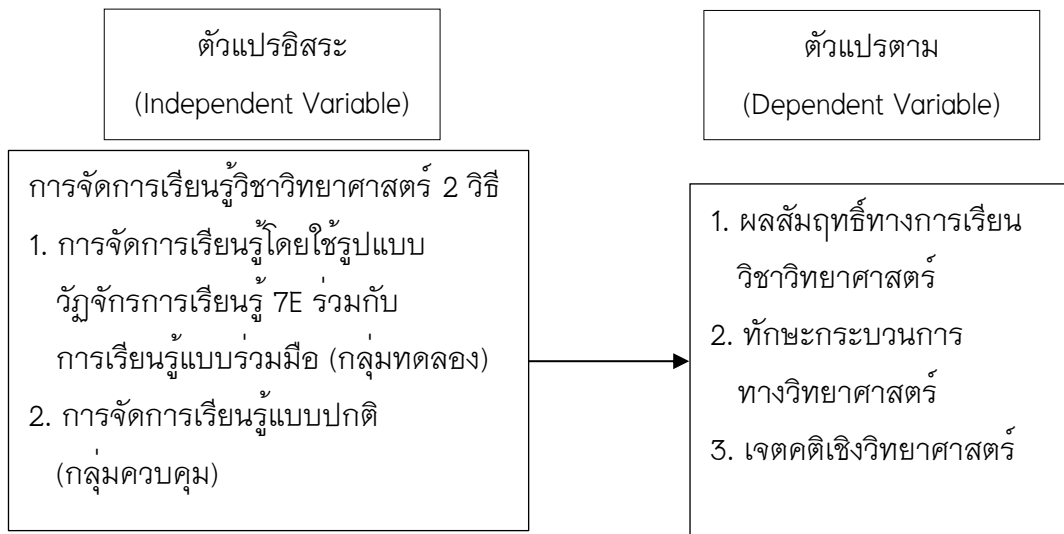 ตัวแปรอิสระ
(Independent Variable)
การจัดการเรียนรู้วิชาวิทยาศาสตร์ 2 วิธี
1. การจัดการเรียนรู้โดยใช้รูปแบบ
วัฏจักรการเรียนรู้ 7E ร่วมกับ
การเรียนรู้แบบร่วมมือ (กลุ่มทดลอง)
2. การจัดการเรียนรู้แบบปกติ
(กลุ่มควบคุม)
ตัวแปรตาม
(Dependent Variable)
1. ผลสัมฤทธิ์ทางการเรียน
วิชาวิทยาศาสตร์
2. ทักษะกระบวนการ
ทางวิทยาศาสตร์
3. เจตคติเชิงวิทยาศาสตร์